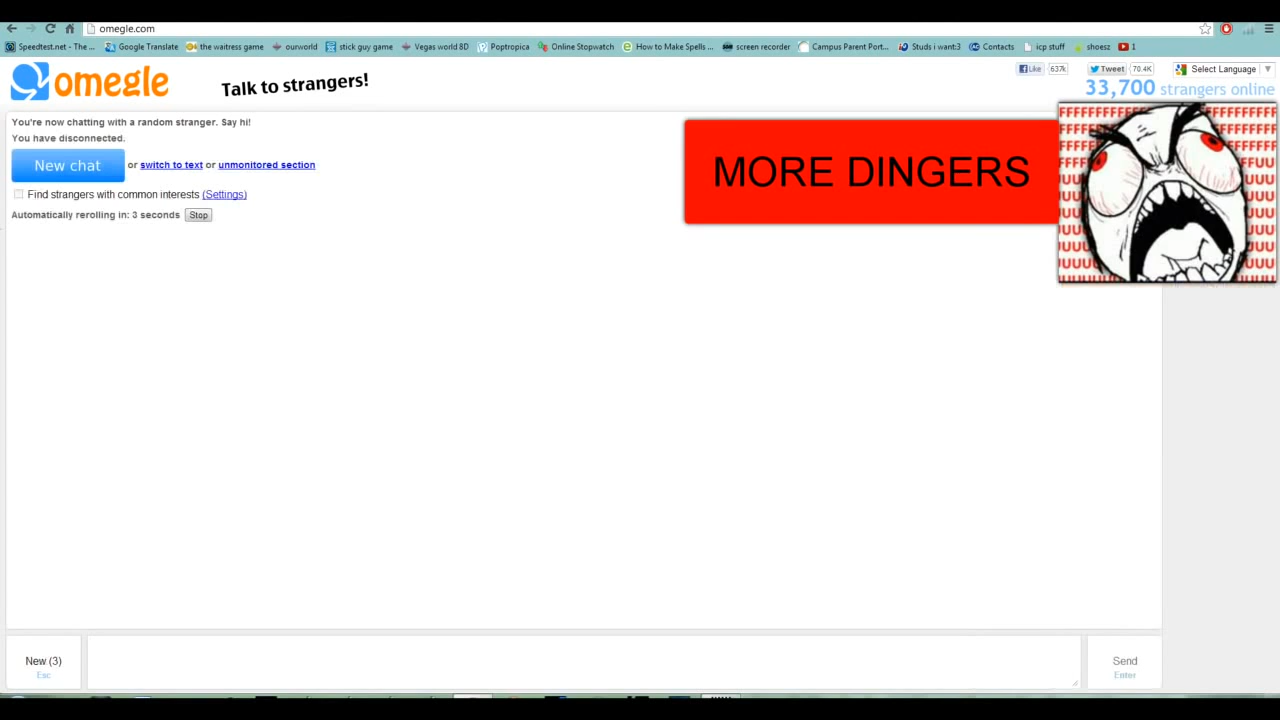 omegle.com
Speedtest.net - The ...
Google Translate
the waitress game
ourworld
stick guy game
Vegas world 8D
Poptropica
Online Stopwatch
How to Make Spells ...
screen recorder
Campus Parent Port...
Studs i want:3
Contacts
icp stuff
shoesz
1
omegle
Talk to strangers!
Like 637k
Tweet 70.4K
Select Language
33,700 strangers online
You're now chatting with a random stranger. Say hi!
You have disconnected.
New chat or switch to text or unmonitored section
Find strangers with common interests (Settings)
Automatically rerolling in: 3 seconds Stop
MORE DINGERS
New (3)
Esc
Send
Enter